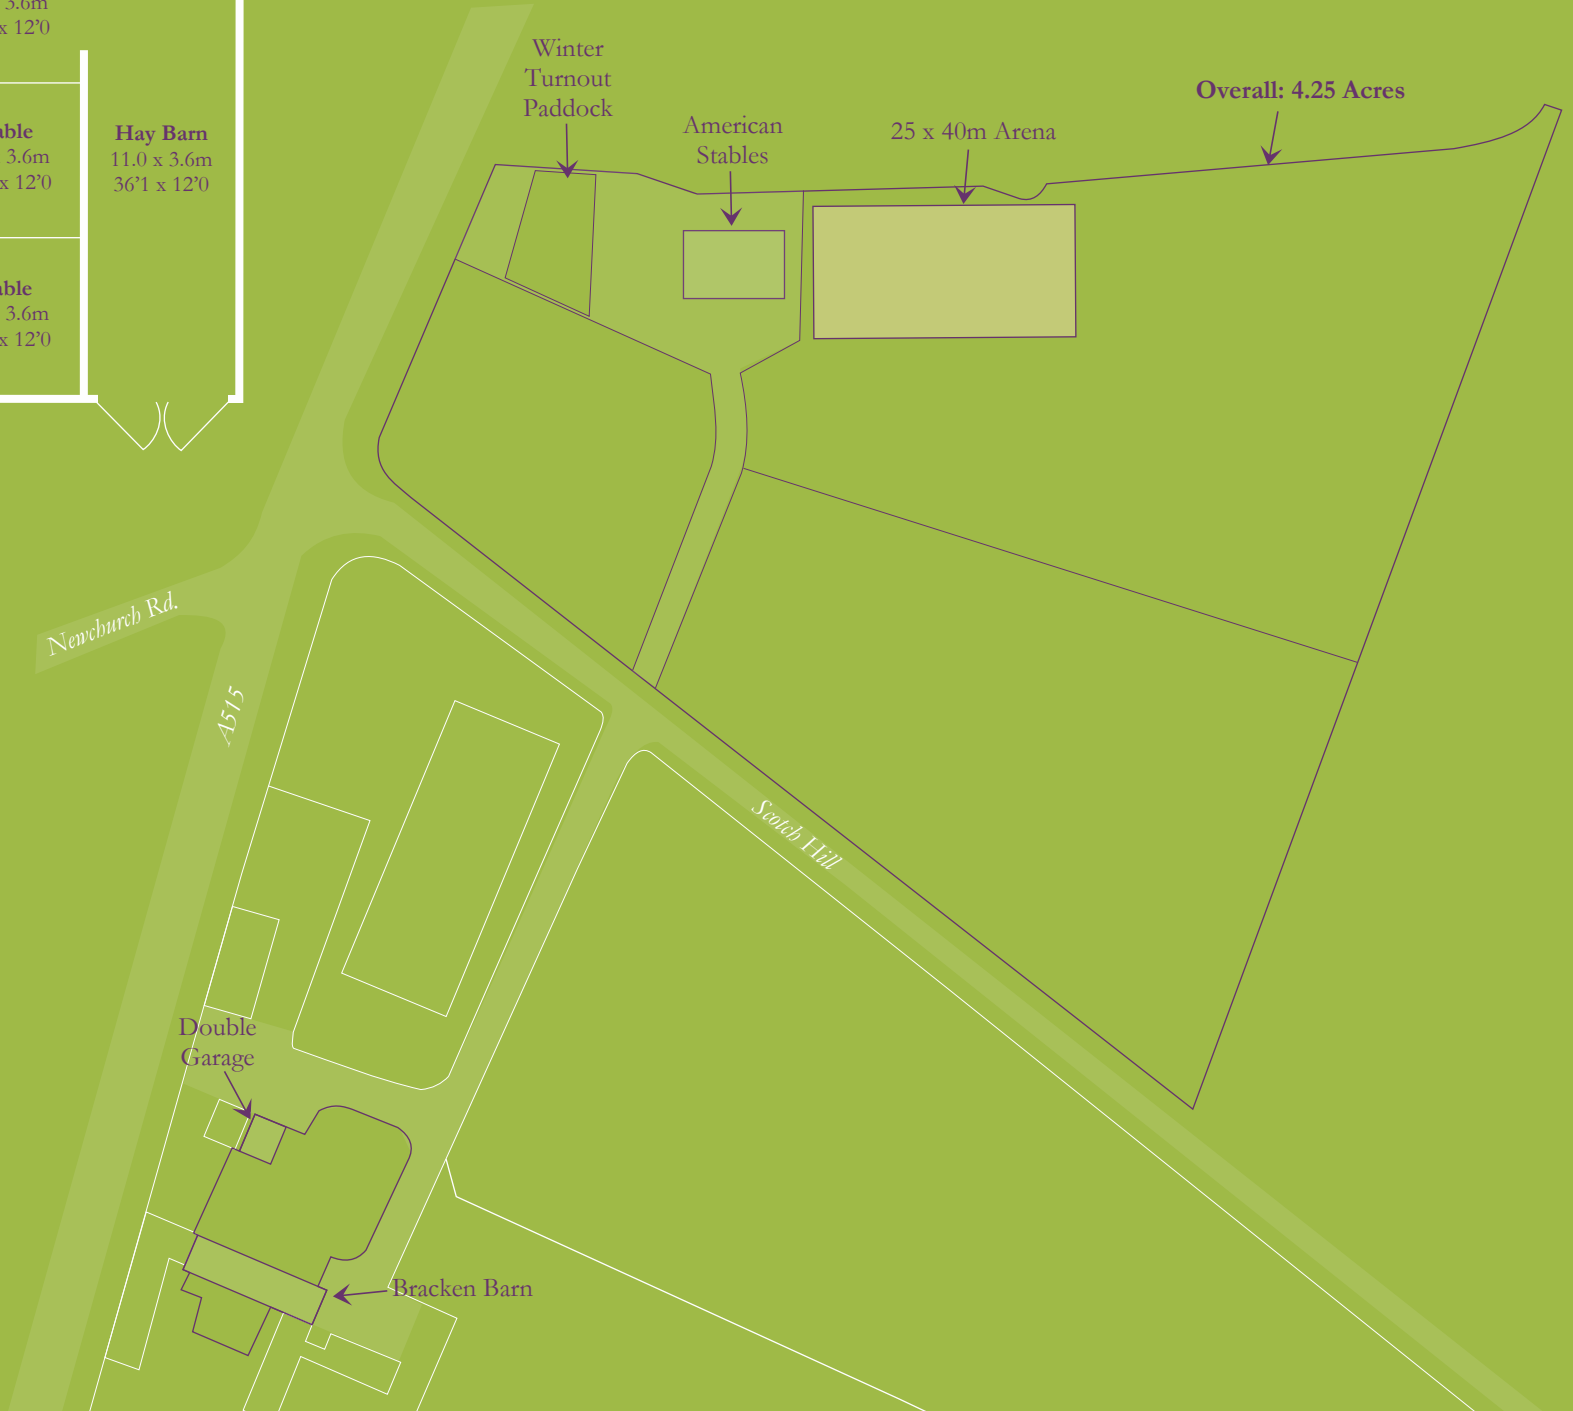 3.6m
x 12'0
Winter
Turnout
Paddock
Overall: 4.25 Acres
American
Stables
25 x 40m Arena
Hay Barn
11.0 x 3.6m
36'1 x 12'0
3.6m
x 12'0
3.6m
x 12'0
Newchurch Rd.
A515
Scotch Hill
Double
Garage
Bracken Barn